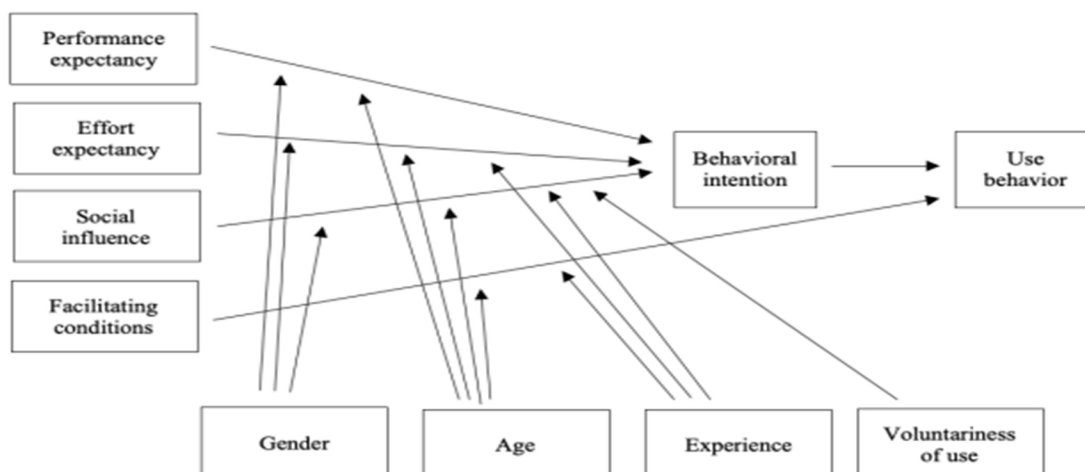 Performance
expectancy
Effort
expectancy
Social
influence
Facilitating
conditions
Behavioral
intention
Use
behavior
Gender
Age
Experience
Voluntariness
of use